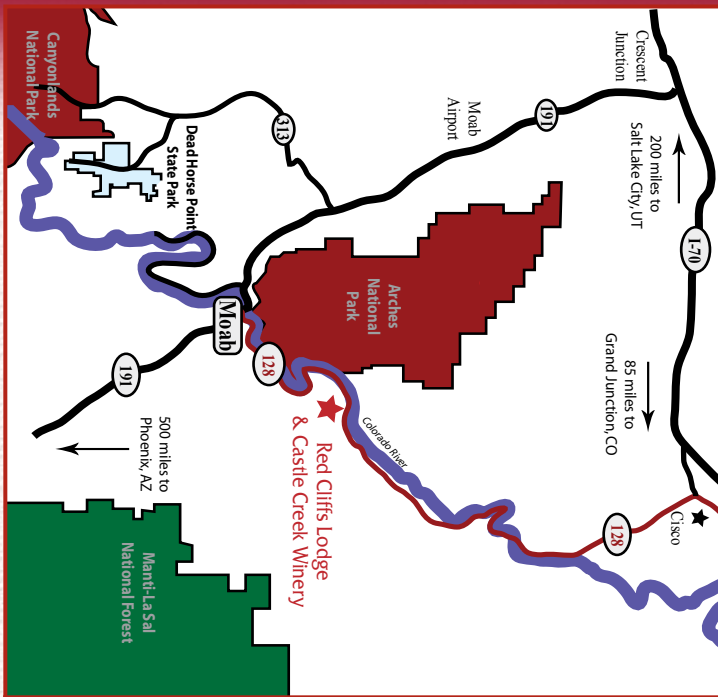 I-70
Cisco
200 miles to
Salt Lake City, UT
Crescent
Junction
85 miles to
Grand Junction, CO
128
191
Moab
Airport
Arches
National
Park
Colorado River
Red Cliffs Lodge
& Castle Creek Winery
313
128
Moab
Dead Horse Point
State Park
500 miles to
Phoenix, AZ
Manti-La Sal
National Forest
191
Canyonlands
National Park